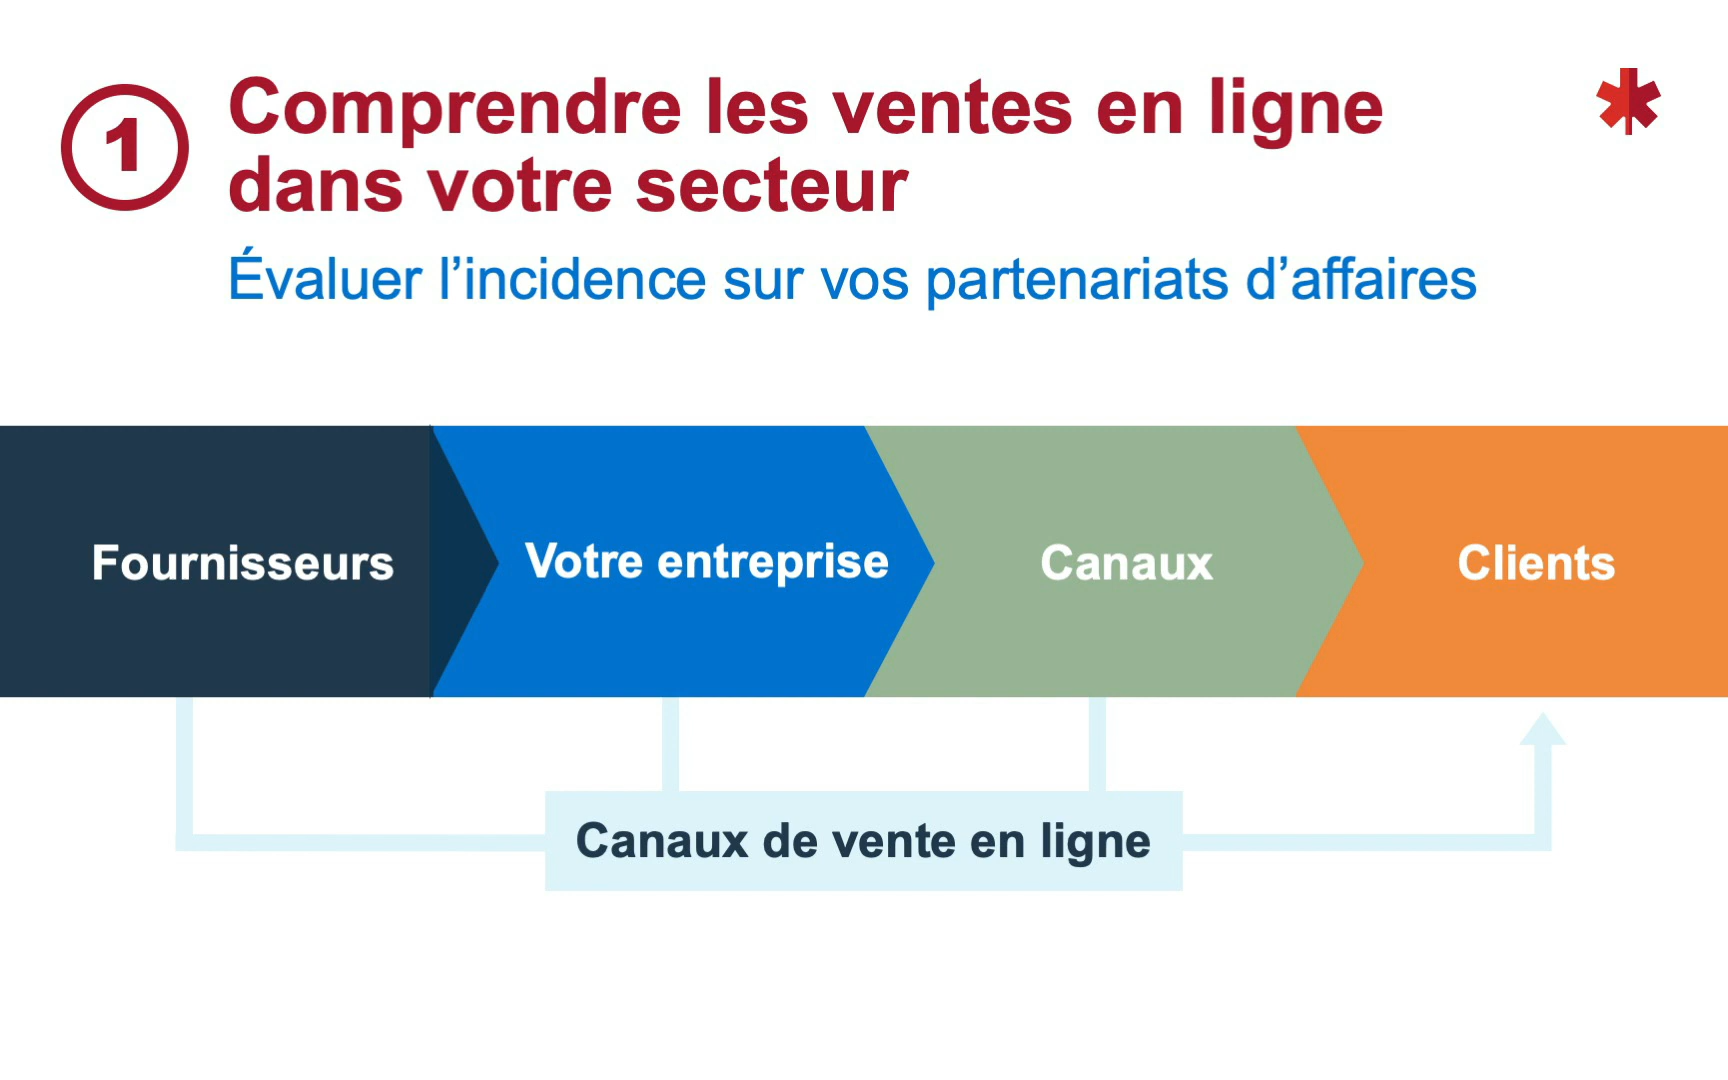 1
Comprendre les ventes en ligne
dans votre secteur
Évaluer l’incidence sur vos partenariats d’affaires
Fournisseurs
Votre entreprise
Canaux
Clients
Canaux de vente en ligne